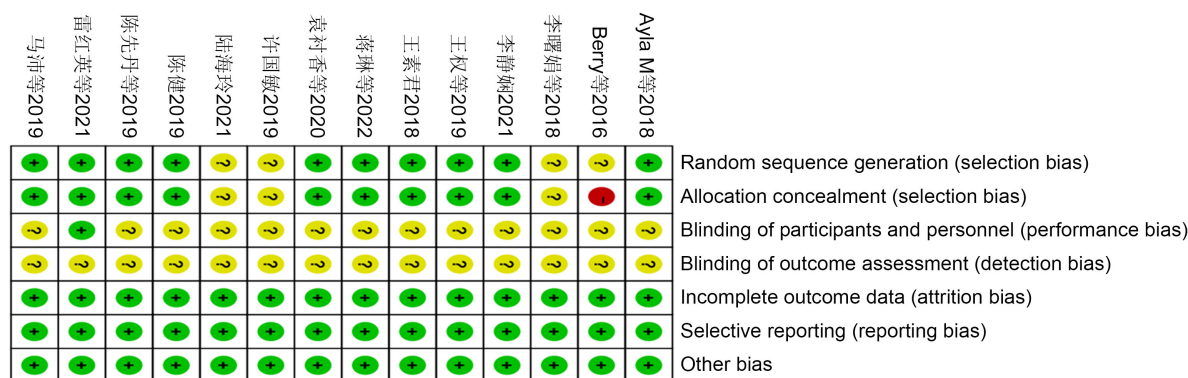 马沛等2019
雷红英等2021
陈先丹等2019
陈健2019
陆海玲2021
许国敏2019
袁衬香等2020
蒋琳等2022
王素君2018
王权等2019
李静娴2021
李曙娟等2018
Berry等2016
Ayla M等2018
+ + + + ? ? + + + + + ? ? + Random sequence generation (selection bias)
+ + + + ? ? + + + + + ? - + Allocation concealment (selection bias)
? + ? ? ? ? ? ? ? ? ? ? ? ? Blinding of participants and personnel (performance bias)
? ? ? ? ? ? ? ? ? ? ? ? ? ? Blinding of outcome assessment (detection bias)
+ + + + + + + + + + + + + + Incomplete outcome data (attrition bias)
+ + + + + + + + + + + + + + Selective reporting (reporting bias)
+ + + + + + + + + + + + + + Other bias